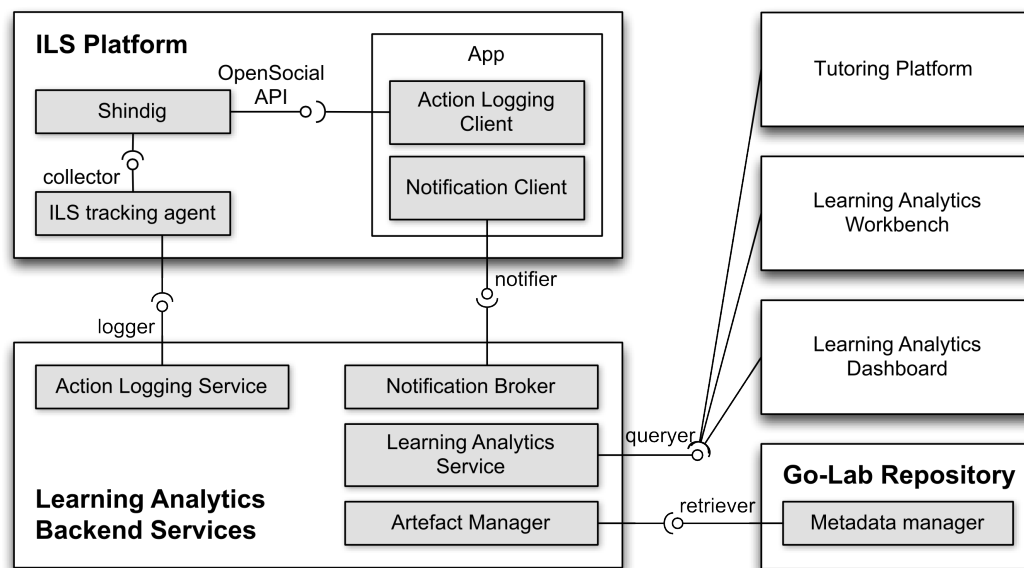 ILS Platform
App
OpenSocial
API
Shindig
Action Logging
Client
Notification Client
collector
ILS tracking agent
notifier
logger
Action Logging Service
Notification Broker
Learning Analytics
Service
Artefact Manager
Learning Analytics
Backend Services
Tutoring Platform
Learning Analytics
Workbench
Learning Analytics
Dashboard
queryer
retriever
Go-Lab Repository
Metadata manager